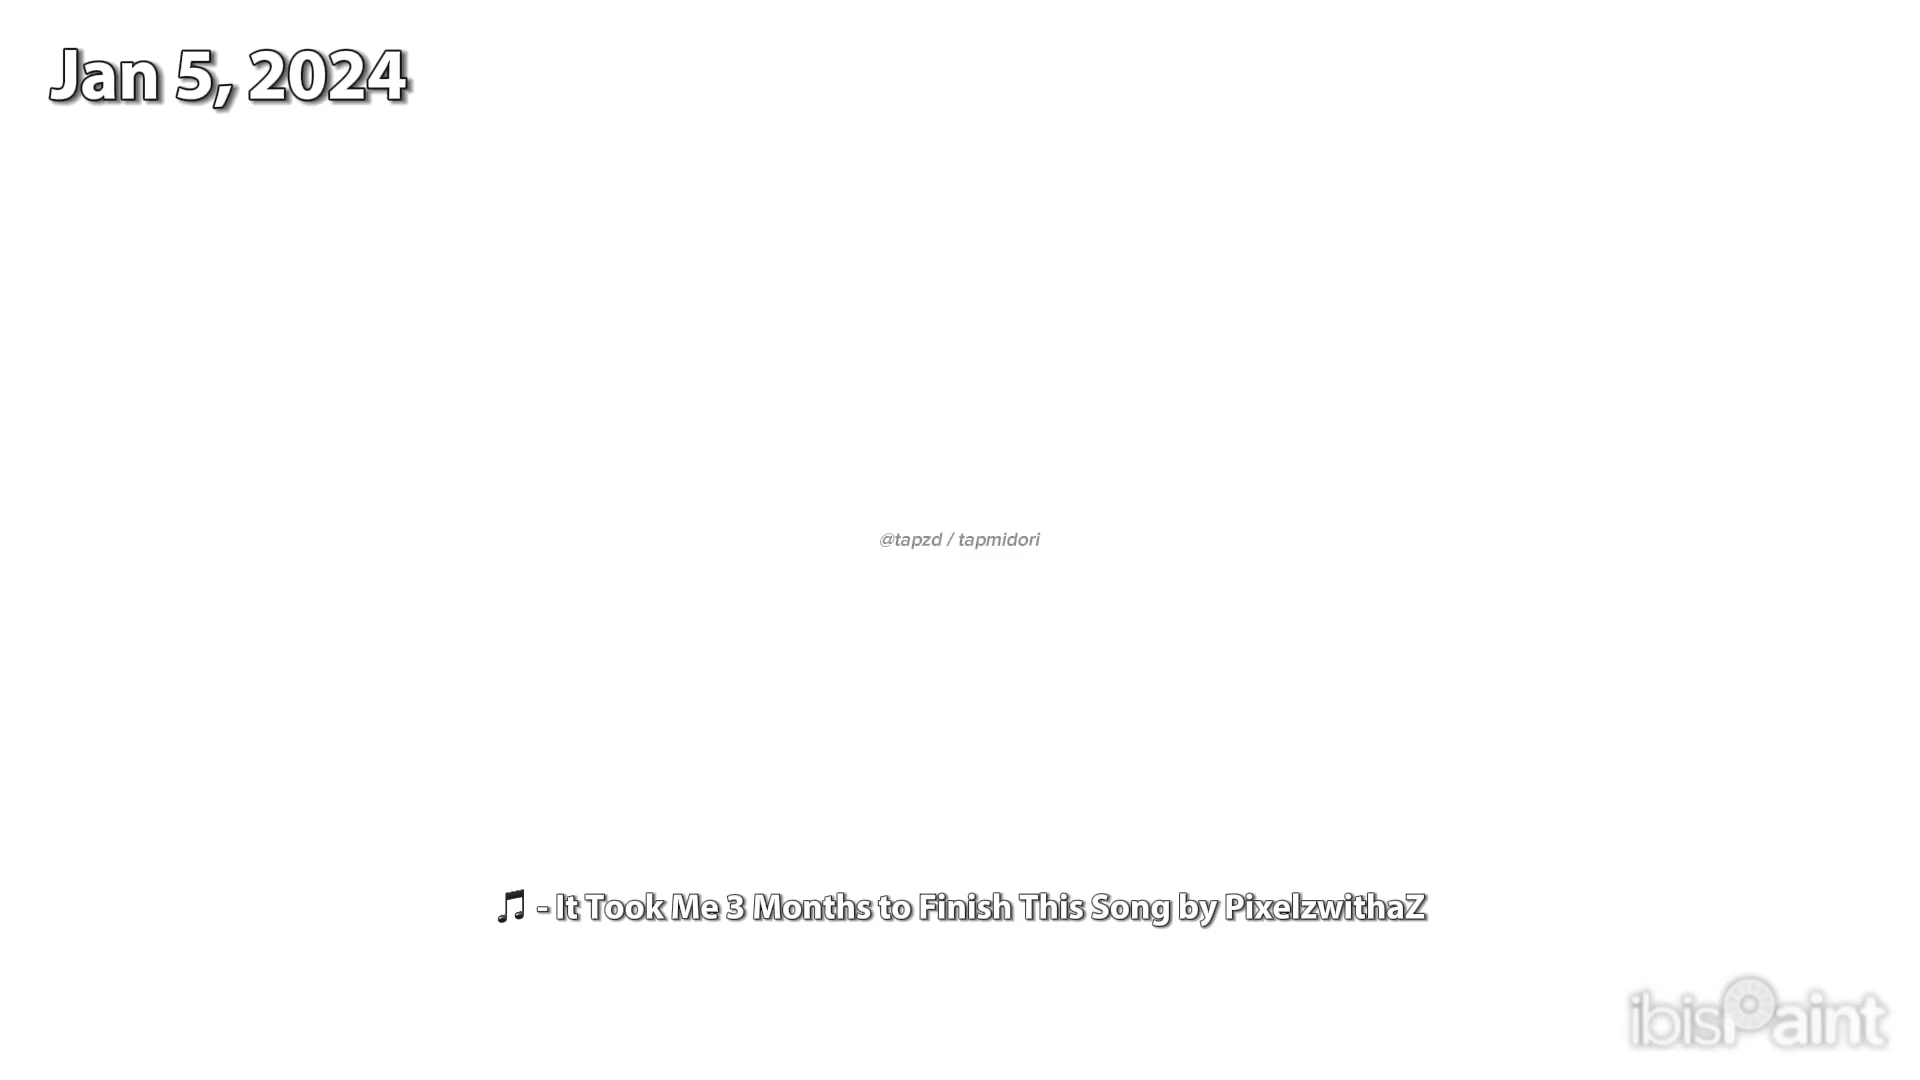 Jan 5, 2024
@tapzd / tapmidori
🎵 - It Took Me 3 Months to Finish This Song by PixelzwithaZ
ibisPaint